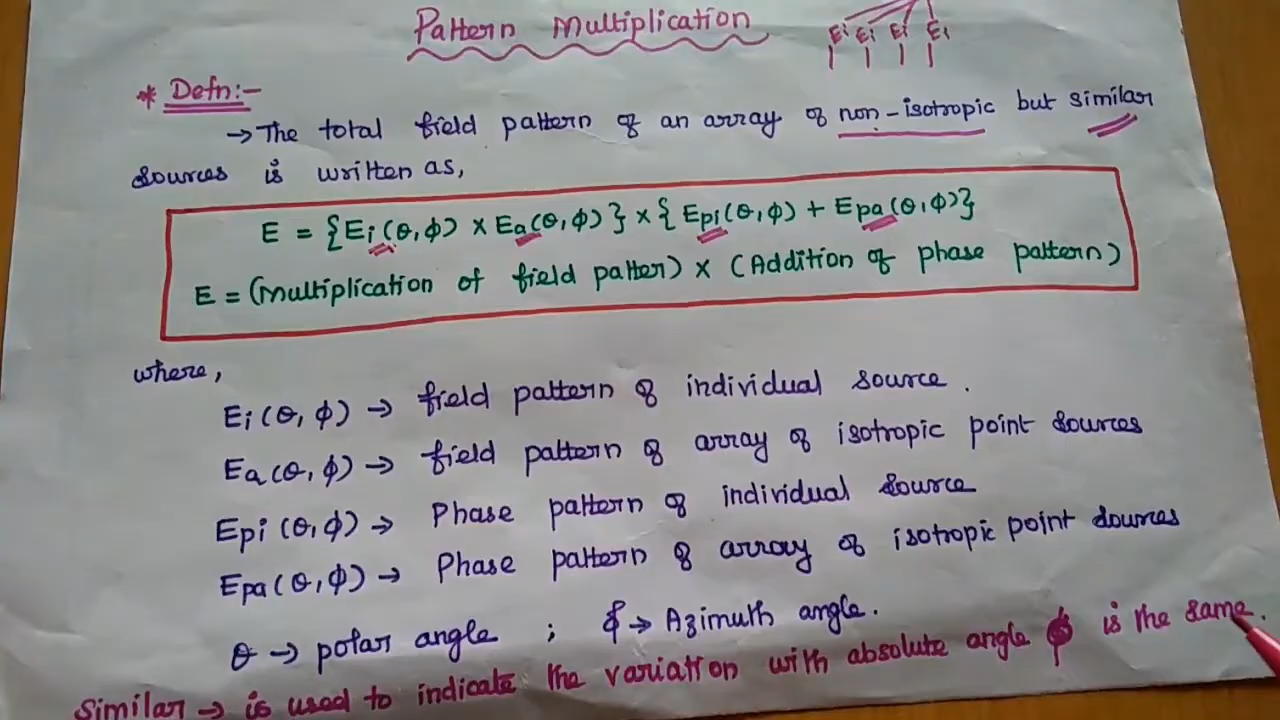 Pattern Multiplication
Ei Ei Ei Ei
* Defn:-
→ The total field pattern of an array of non-isotropic but similar
sources is written as,
E = {Ei(θ,ϕ) × Ea(θ,ϕ)} × {Epi(θ,ϕ) + Epa(θ,ϕ)}
E = (Multiplication of field patter) × (Addition of phase pattern)
where,
Ei(θ,ϕ) → field pattern of individual source.
Ea(θ,ϕ) → field pattern of array of isotropic point sources
Epi(θ,ϕ) → Phase pattern of individual source
Epa(θ,ϕ) → Phase pattern of array of isotropic point sources
θ → polar angle ; ϕ → Azimuth angle.
Similar → is used to indicate the variation with absolute angle ϕ is the same.